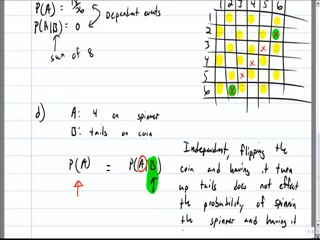 P(A) = 18/36
Dependent events
P(A|B) = 0
sum of 8
1 2 3 4 5 6
1
2
3
4
5
6
d) A: 4 on spinner
B: tails on coin
P(A) = P(A|B)
Independent, flipping the
coin and having it turn
up tails does not effect
the probability of spinnin
the spinner and having it